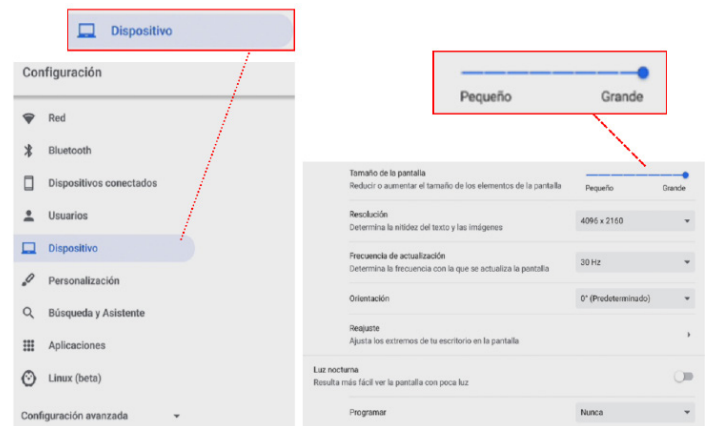 Dispositivo
Configuración
Red
Bluetooth
Dispositivos conectados
Usuarios
Dispositivo
Personalización
Búsqueda y Asistente
Aplicaciones
Linux (beta)
Configuración avanzada
Pequeño Grande
Tamaño de la pantalla
Reducir o aumentar el tamaño de los elementos de la pantalla
Pequeño Grande
Resolución
Determina la nitidez del texto y las imágenes
4096 x 2160
Frecuencia de actualización
Determina la frecuencia con la que se actualiza la pantalla
30 Hz
Orientación
0° (Predeterminado)
Reajuste
Ajusta los extremos de tu escritorio en la pantalla
Luz nocturna
Resulta más fácil ver la pantalla con poca luz
Programar
Nunca